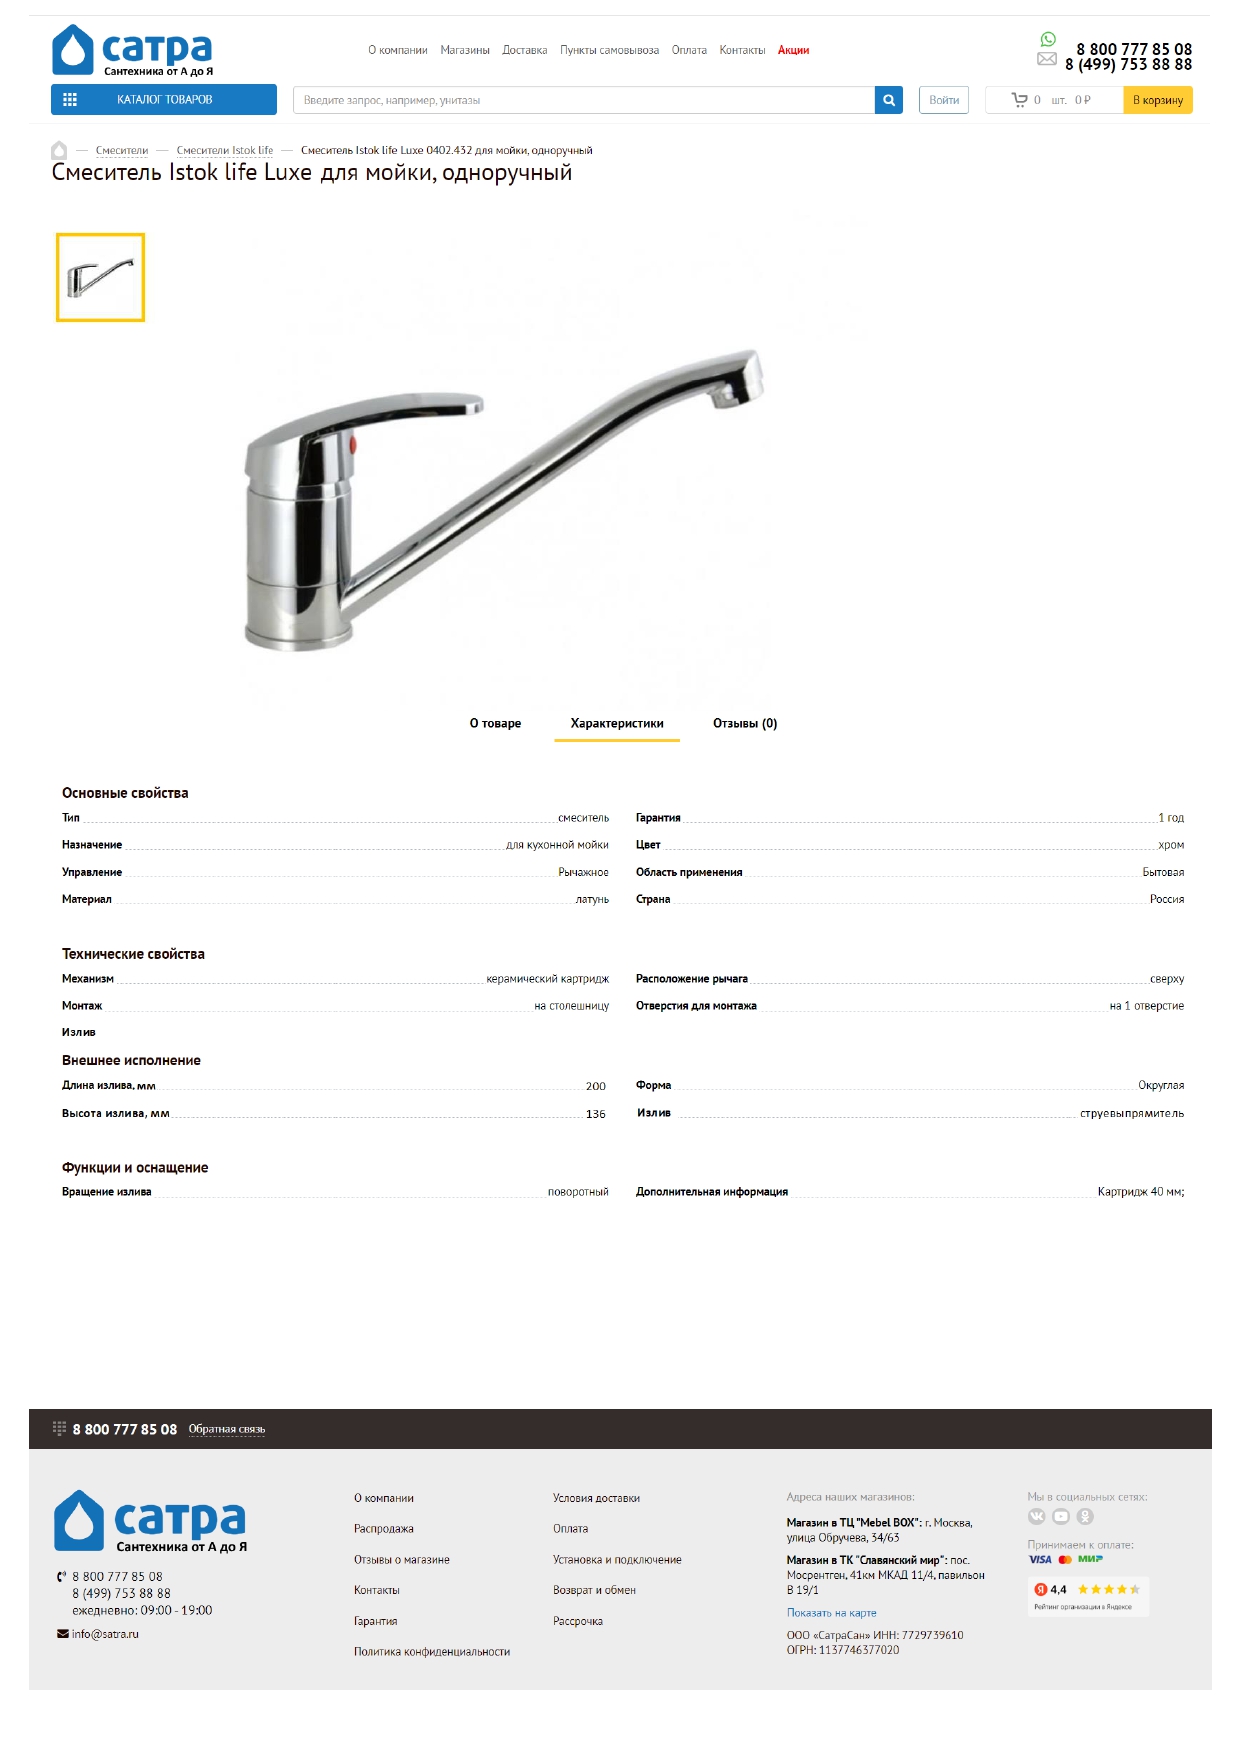 сатра
Сантехника от А до Я
О компании Магазины Доставка Пункты самовывоза Оплата Контакты Акции
8 800 777 85 08
8 (499) 753 88 88
КАТАЛОГ ТОВАРОВ
Введите запрос, например, унитазы
Войти
0 шт. 0 ₽
В корзину
— Смесители — Смесители Istok life — Смеситель Istok life Luxe 0402.432 для мойки, одноручный
Смеситель Istok life Luxe для мойки, одноручный
О товаре Характеристики Отзывы (0)
Основные свойства
Тип смеситель Гарантия 1 год
Назначение для кухонной мойки Цвет хром
Управление Рычажное Область применения Бытовая
Материал латунь Страна Россия
Технические свойства
Механизм керамический картридж Расположение рычага сверху
Монтаж на столешницу Отверстия для монтажа на 1 отверстие
Излив
Внешнее исполнение
Длина излива, мм 200 Форма Округлая
Высота излива, мм 136 Излив струевыпрямитель
Функции и оснащение
Вращение излива поворотный Дополнительная информация Картридж 40 мм;
8 800 777 85 08 Обратная связь
сатра
Сантехника от А до Я
8 800 777 85 08
8 (499) 753 88 88
ежедневно: 09:00 - 19:00
info@satra.ru
О компании
Распродажа
Отзывы о магазине
Контакты
Гарантия
Политика конфиденциальности
Условия доставки
Оплата
Установка и подключение
Возврат и обмен
Рассрочка
Адреса наших магазинов:
Магазин в ТЦ "Mebel BOX": г. Москва,
улица Обручева, 34/63
Магазин в ТК "Славянский мир": пос.
Мосрентген, 41км МКАД 11/4, павильон
В 19/1
Показать на карте
ООО «СатраСан» ИНН: 7729739610
ОГРН: 1137746377020
Мы в социальных сетях:
Принимаем к оплате:
VISA МИР
Я 4,4
Рейтинг организации в Яндексе